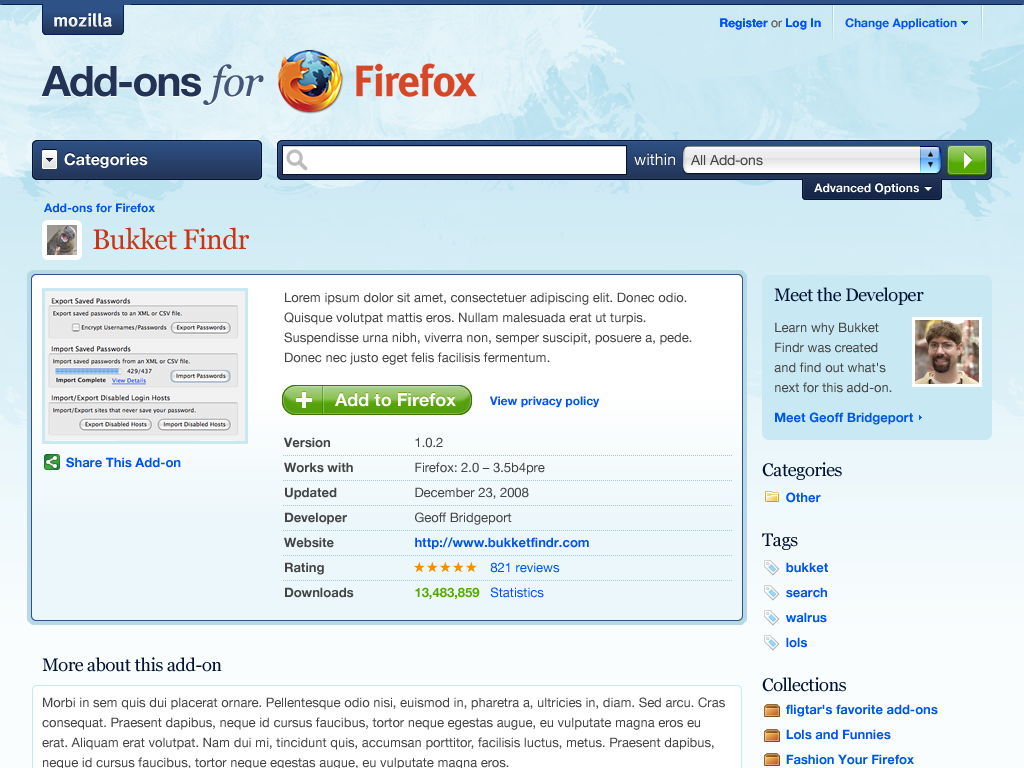 mozilla
Register or Log In
Change Application
Add-ons for Firefox
Categories
within
All Add-ons
Advanced Options
Add-ons for Firefox
Bukket Findr
Export Saved Passwords
Export saved passwords to an XML or CSV file.
Encrypt Usernames/Passwords
Export Passwords
Import Saved Passwords
Import saved passwords from an XML or CSV file.
429/437
Import Complete View Details
Import Passwords
Import/Export Disabled Login Hosts
Import/Export sites that never save your password.
Export Disabled Hosts
Import Disabled Hosts
Share This Add-on
Lorem ipsum dolor sit amet, consectetuer adipiscing elit. Donec odio.
Quisque volutpat mattis eros. Nullam malesuada erat ut turpis.
Suspendisse urna nibh, viverra non, semper suscipit, posuere a, pede.
Donec nec justo eget felis facilisis fermentum.
Add to Firefox
View privacy policy
Version 1.0.2
Works with Firefox: 2.0 – 3.5b4pre
Updated December 23, 2008
Developer Geoff Bridgeport
Website http://www.bukketfindr.com
Rating 821 reviews
Downloads 13,483,859 Statistics
Meet the Developer
Learn why Bukket
Findr was created
and find out what's
next for this add-on.
Meet Geoff Bridgeport
Categories
Other
Tags
bukket
search
walrus
lols
Collections
fligtar's favorite add-ons
Lols and Funnies
Fashion Your Firefox
More about this add-on
Morbi in sem quis dui placerat ornare. Pellentesque odio nisi, euismod in, pharetra a, ultricies in, diam. Sed arcu. Cras
consequat. Praesent dapibus, neque id cursus faucibus, tortor neque egestas augue, eu vulputate magna eros eu
erat. Aliquam erat volutpat. Nam dui mi, tincidunt quis, accumsan porttitor, facilisis luctus, metus. Praesent dapibus,
neque id cursus faucibus, tortor neque egestas augue, eu vulputate magna eros.